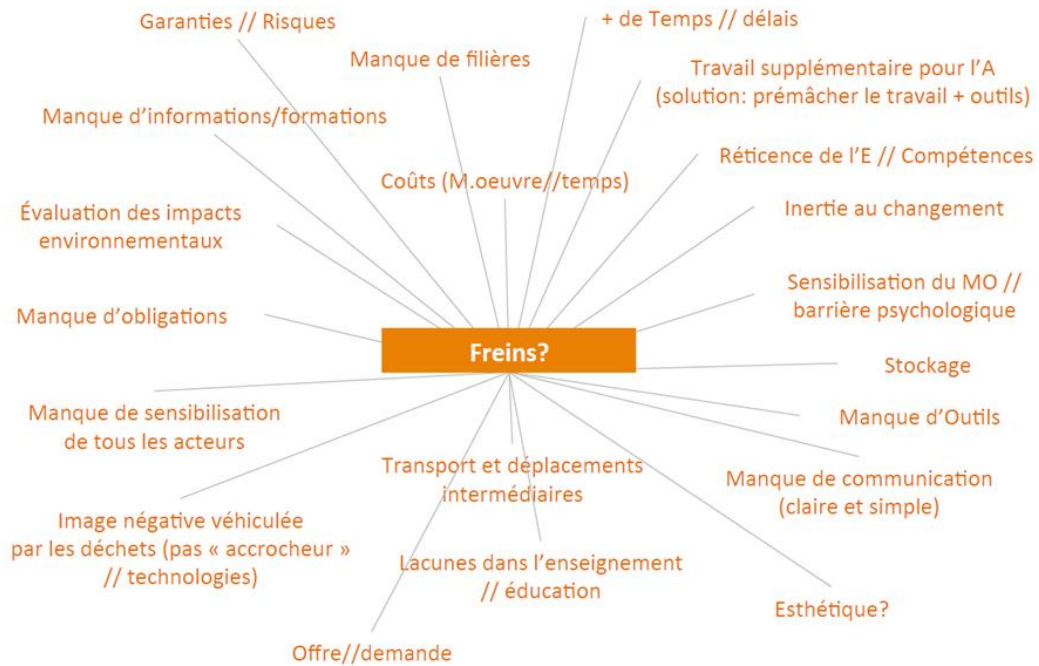 Garanties // Risques
+ de Temps // délais
Manque de filières
Travail supplémentaire pour l'A
(solution: prémâcher le travail + outils)
Manque d'informations/formations
Réticence de l'E // Compétences
Coûts (M.oeuvre//temps)
Évaluation des impacts
environnementaux
Inertie au changement
Sensibilisation du MO //
barrière psychologique
Manque d'obligations
Freins?
Stockage
Manque de sensibilisation
de tous les acteurs
Manque d'Outils
Transport et déplacements
intermédiaires
Manque de communication
(claire et simple)
Image négative véhiculée
par les déchets (pas « accrocheur »
// technologies)
Lacunes dans l'enseignement
// éducation
Esthétique?
Offre//demande